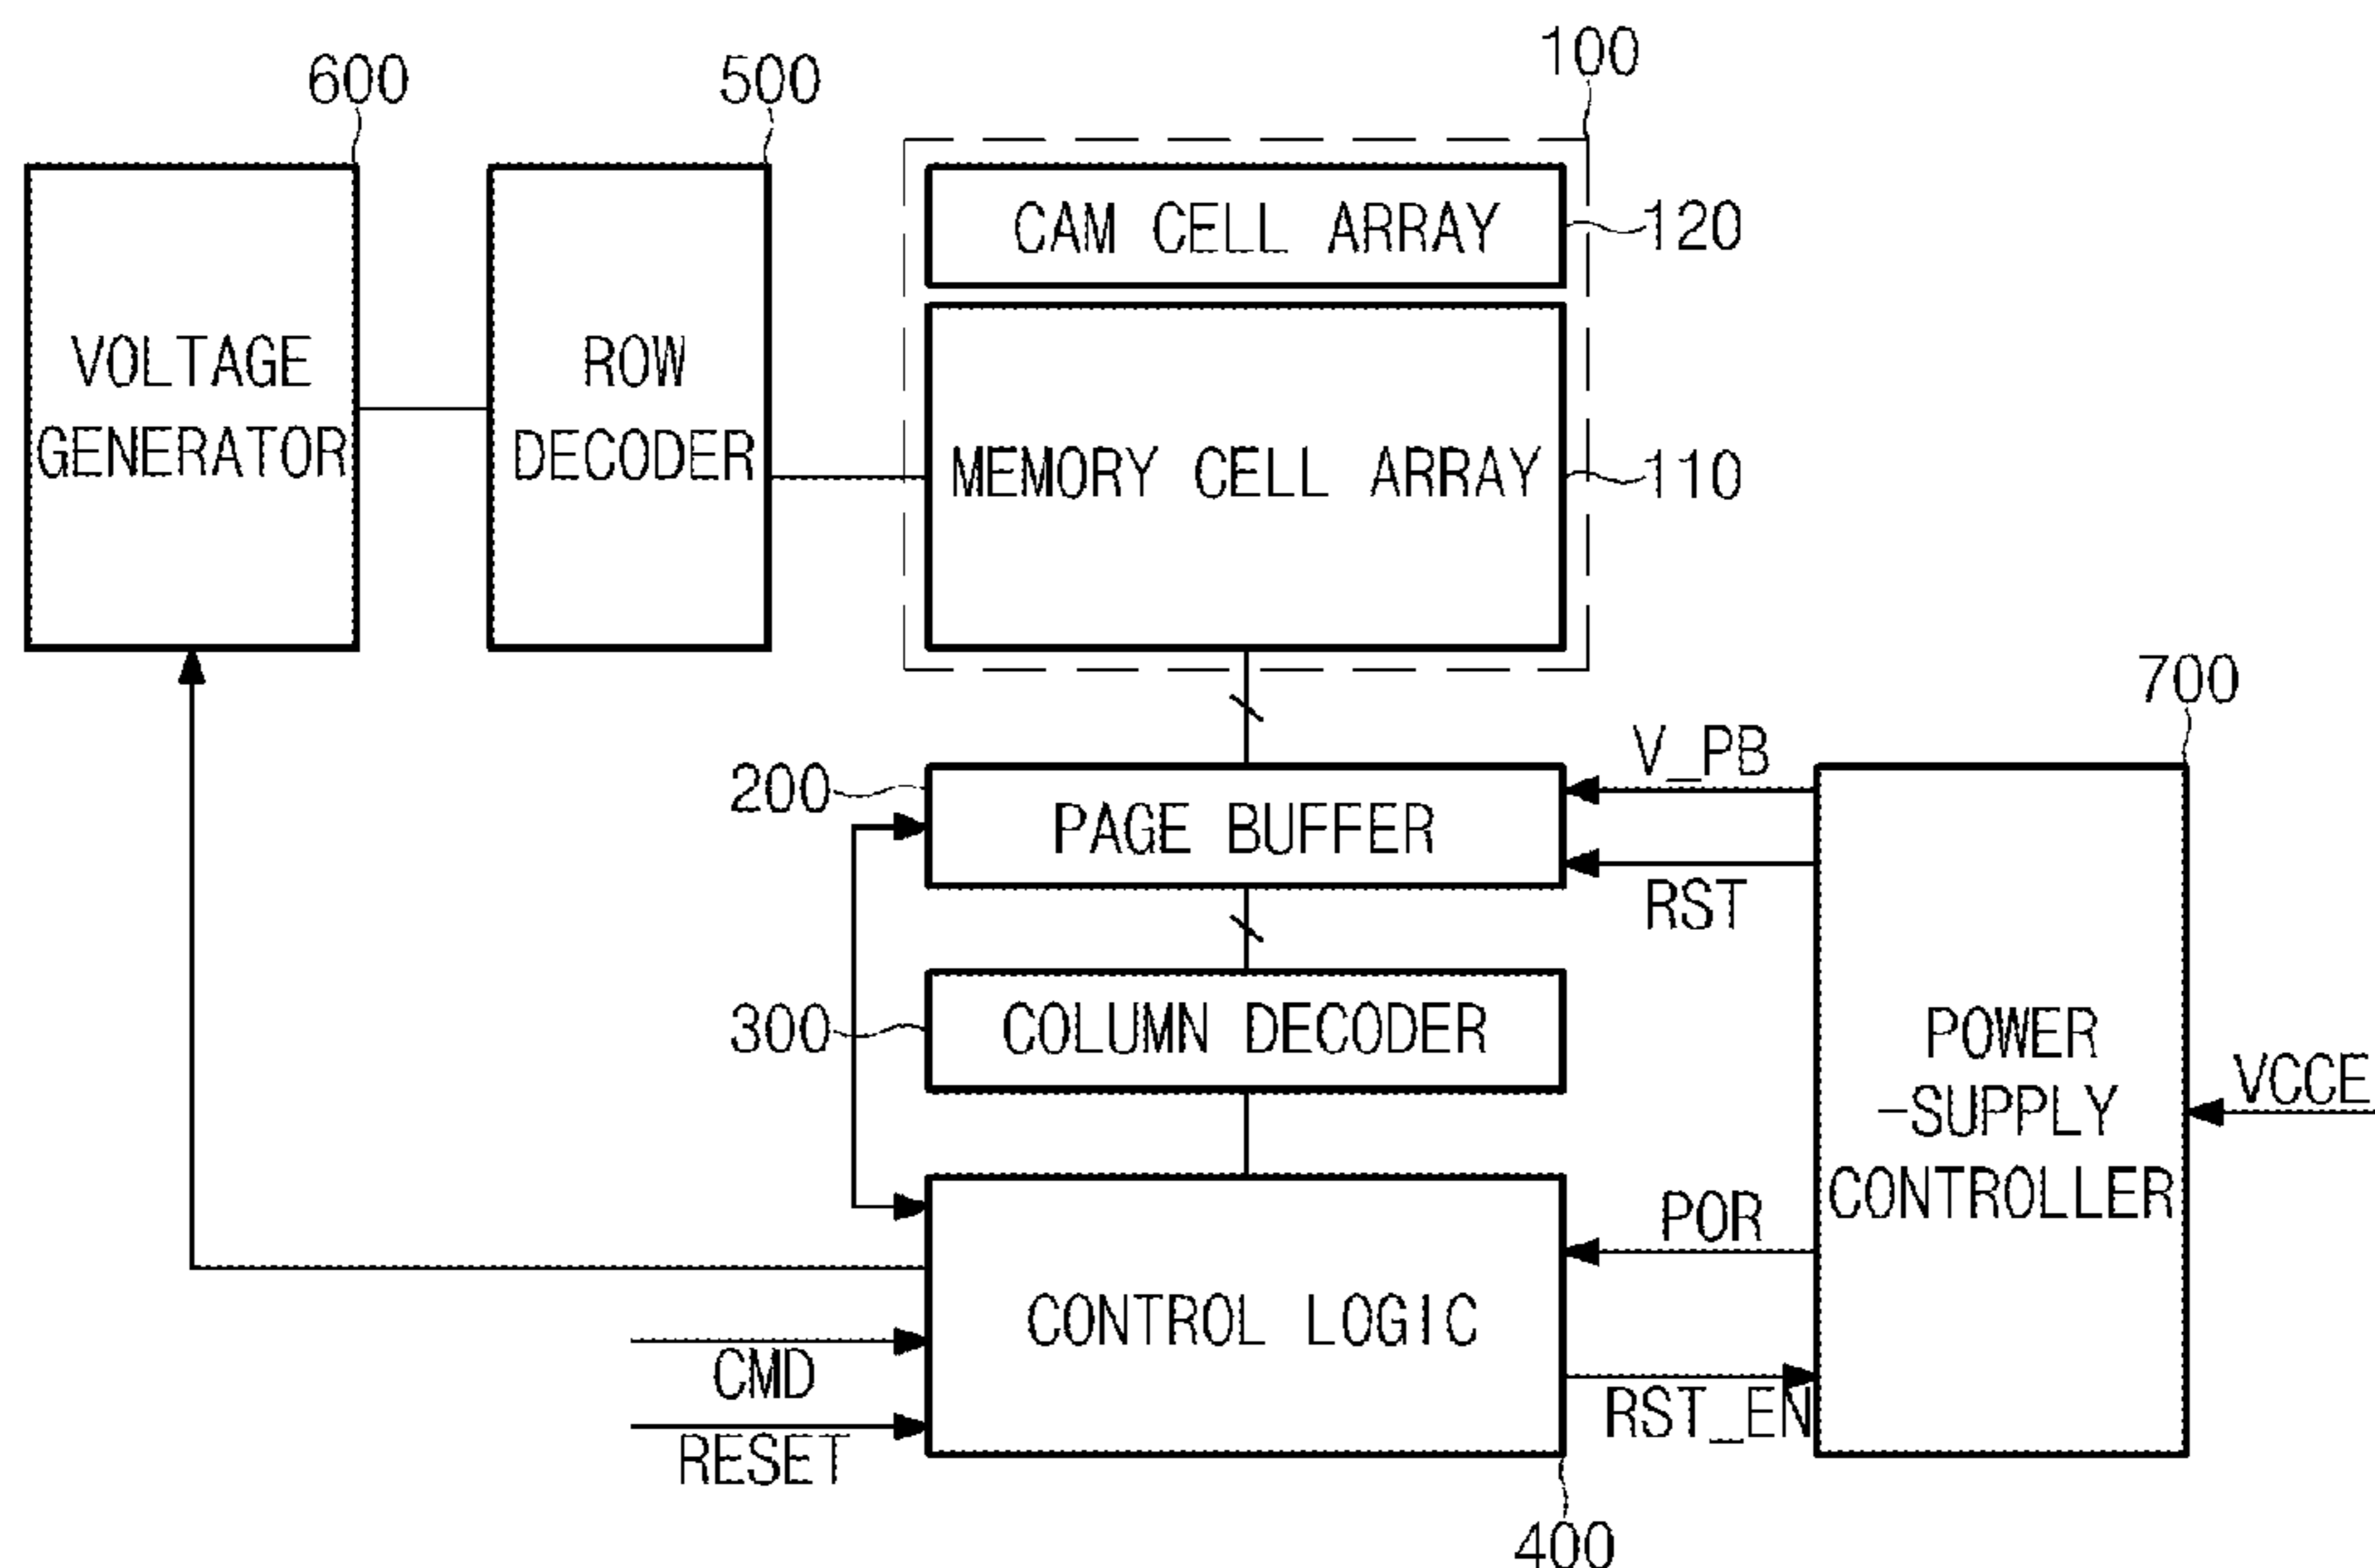 100
600
500
CAM CELL ARRAY
120
VOLTAGE
GENERATOR
ROW
DECODER
MEMORY CELL ARRAY
110
700
V_PB
200
PAGE BUFFER
RST
300
COLUMN DECODER
POWER
-SUPPLY
CONTROLLER
VCCE
POR
CONTROL LOGIC
CMD
RST_EN
RESET
400